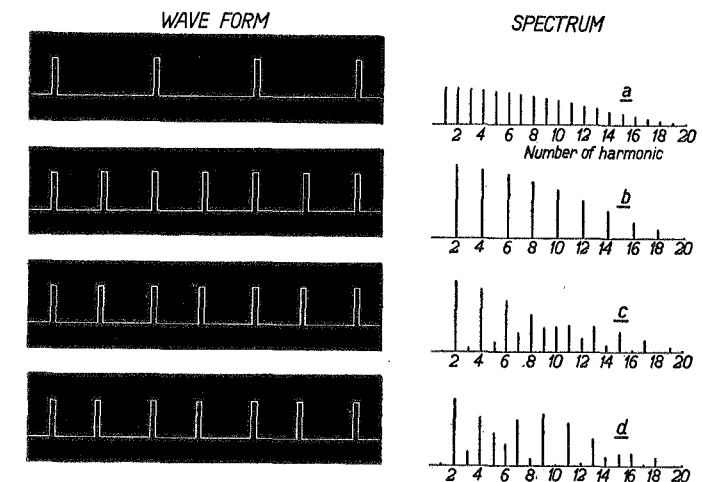 WAVE FORM
SPECTRUM
a
2 4 6 8 10 12 14 16 18 20
Number of harmonic
b
2 4 6 8 10 12 14 16 18 20
c
2 4 6 .8 10 12 14 16 18 20
d
2 4 6 8 10 12 14 16 18 20